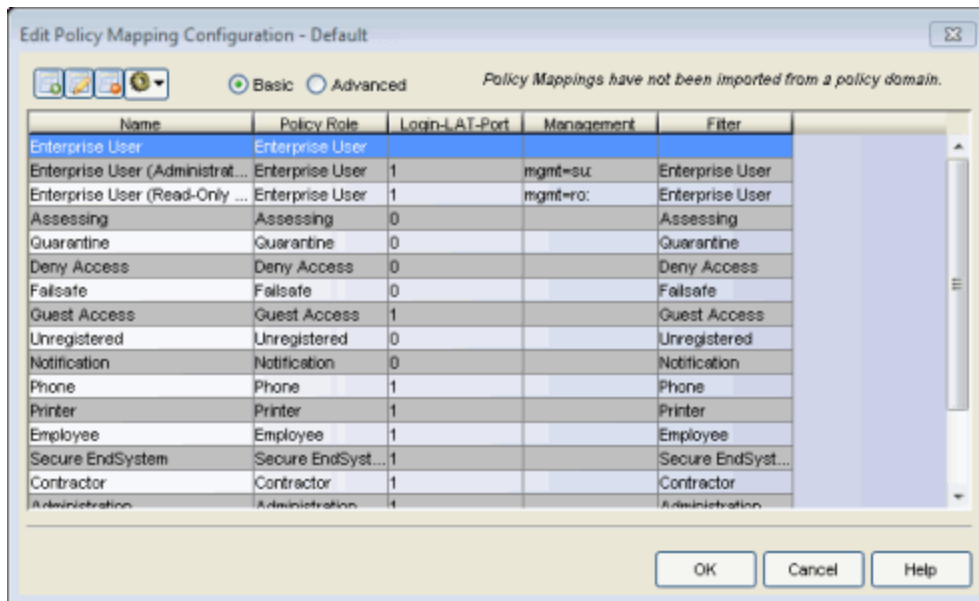 Edit Policy Mapping Configuration - Default
Basic Advanced Policy Mappings have not been imported from a policy domain.
Name Policy Role Login-LAT-Port Management Filter
Enterprise User Enterprise User
Enterprise User (Administrat... Enterprise User 1 mgmt=su: Enterprise User
Enterprise User (Read-Only ... Enterprise User 1 mgmt=ro: Enterprise User
Assessing Assessing 0 Assessing
Quarantine Quarantine 0 Quarantine
Deny Access Deny Access 0 Deny Access
Failsafe Failsafe 0 Failsafe
Guest Access Guest Access 1 Guest Access
Unregistered Unregistered 0 Unregistered
Notification Notification 0 Notification
Phone Phone 1 Phone
Printer Printer 1 Printer
Employee Employee 1 Employee
Secure EndSystem Secure EndSyst... 1 Secure EndSyst...
Contractor Contractor 1 Contractor
Administration Administration 1 Administration
OK Cancel Help